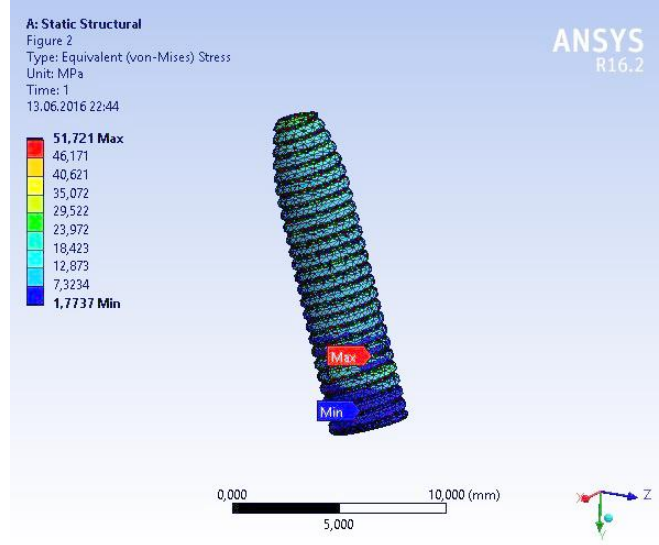 A: Static Structural
Figure 2
Type: Equivalent (von-Mises) Stress
Unit: MPa
Time: 1
13.06.2016 22:44
ANSYS
R16.2
51,721 Max
46,171
40,621
35,072
29,522
23,972
18,423
12,873
7,3234
1,7737 Min
Max
Min
0,000
10,000 (mm)
5,000
X
Z
Y